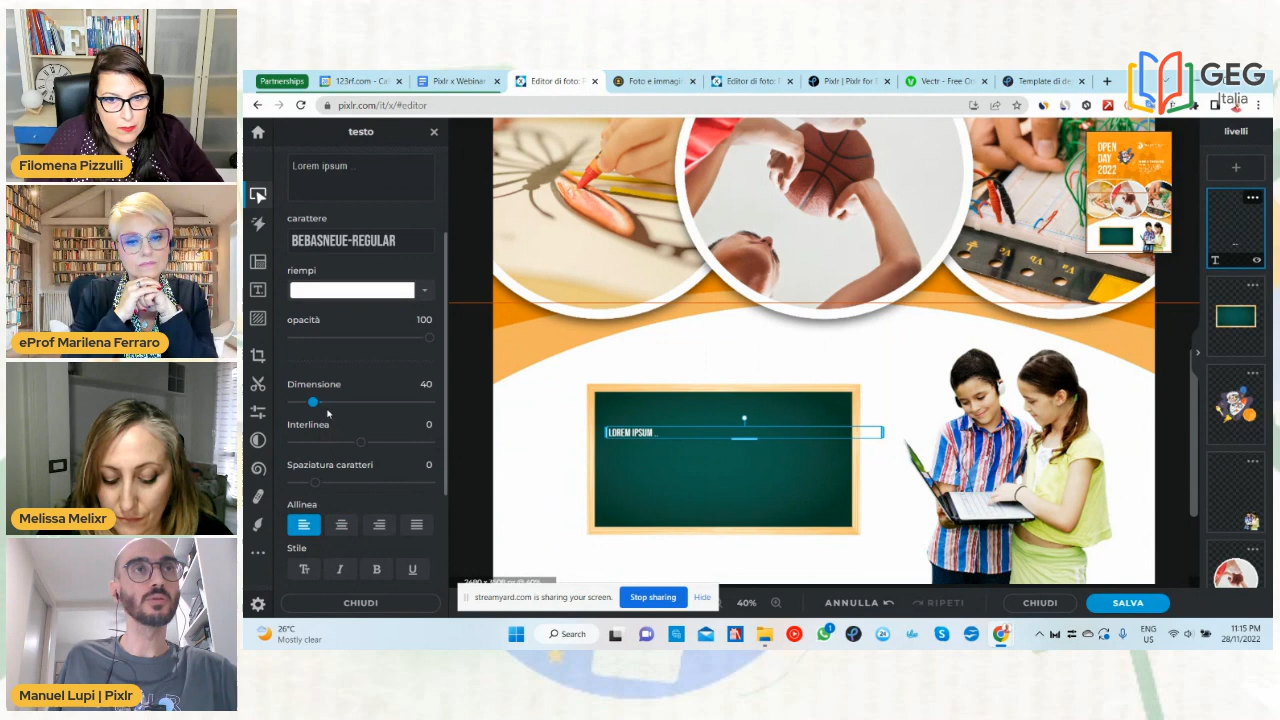 Filomena Pizzulli
eProf Marilena Ferraro
Melissa Melixr
Manuel Lupi | Pixlr
GEG
Italia
Partnerships
123rf.com - Ca
Pixlr x Webinar
Editor di foto: P
Foto e immagin
Editor di foto: F
Pixlr | Pixlr for E
Vectr - Free On
Template di de
pixlr.com/it/x/#editor
testo
Lorem ipsum ...
carattere
BEBASNEUE-REGULAR
riempi
opacità 100
Dimensione 40
Interlinea 0
Spaziatura caratteri 0
Allinea
Stile
CHIUDI
OPEN
DAY
2022
LOREM IPSUM ...
livelli
streamyard.com is sharing your screen.
Stop sharing
Hide
40%
ANNULLA
RIPETI
CHIUDI
SALVA
26°C
Mostly clear
Search
ENG
US
11:15 PM
28/11/2022